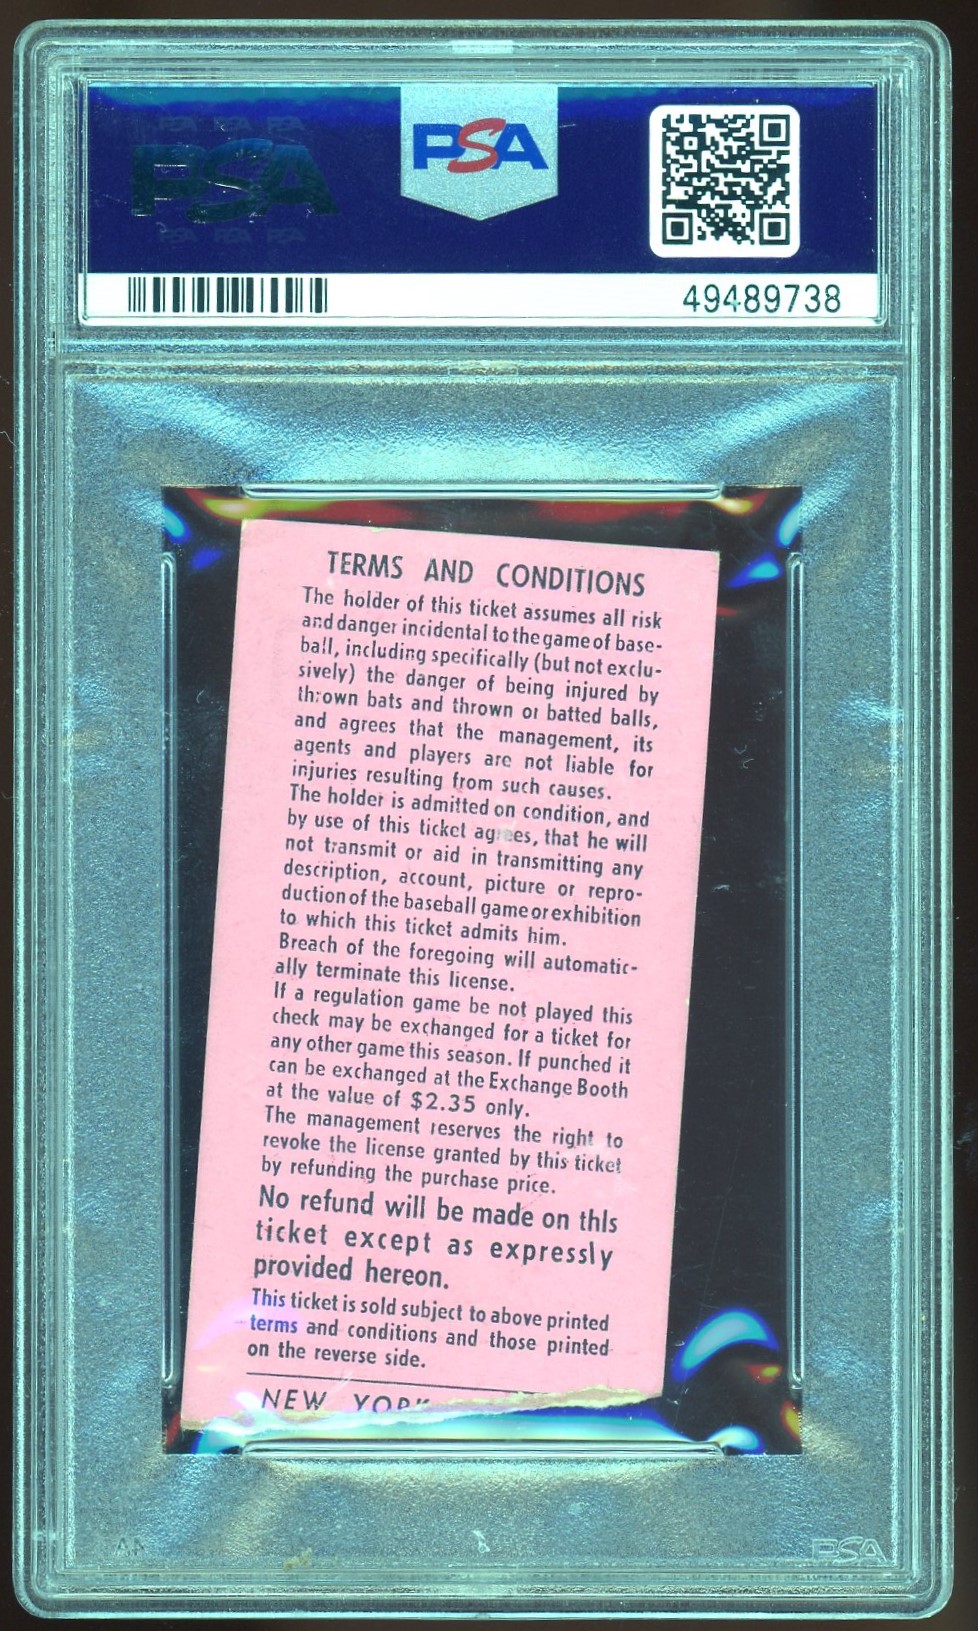 PSA PSA PSA
PSA
PSA PSA PSA
PSA
49489738
TERMS AND CONDITIONS
The holder of this ticket assumes all risk
and danger incidental to the game of base-
ball, including specifically (but not exclu-
sively) the danger of being injured by
thrown bats and thrown or batted balls,
and agrees that the management, its
agents and players are not liable for
injuries resulting from such causes.
The holder is admitted on condition, and
by use of this ticket agrees, that he will
not transmit or aid in transmitting any
description, account, picture or repro-
duction of the baseball game or exhibition
to which this ticket admits him.
Breach of the foregoing will automatic-
ally terminate this license.
If a regulation game be not played this
check may be exchanged for a ticket for
any other game this season. If punched it
can be exchanged at the Exchange Booth
at the value of $2.35 only.
The management reserves the right to
revoke the license granted by this ticket
by refunding the purchase price.
No refund will be made on this
ticket except as expressly
provided hereon.
This ticket is sold subject to above printed
terms and conditions and those printed
on the reverse side.
NEW YORK
PSA